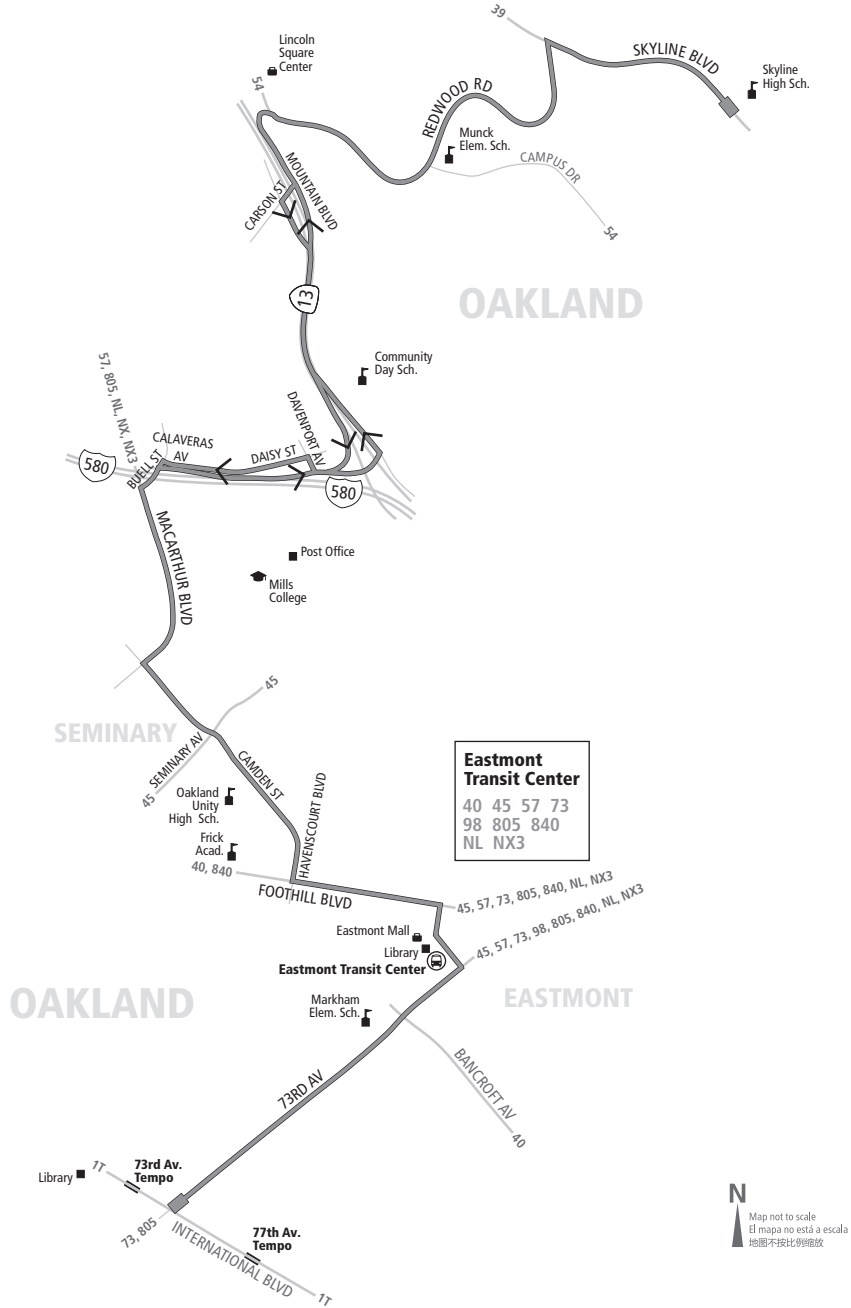 39
SKYLINE BLVD
Lincoln
Square
Center
Skyline
High Sch.
54
REDWOOD RD
Munck
Elem. Sch.
CAMPUS DR
54
MOUNTAIN BLVD
CARSON ST
OAKLAND
13
Community
Day Sch.
57, 805, NL, NX, NX3
DAVENPORT AV
CALAVERAS
AV
DAISY ST
BUELL ST
580
580
MACARTHUR BLVD
Post Office
Mills
College
45
SEMINARY
SEMINARY AV
45
CAMDEN ST
Oakland
Unity
High Sch.
HAVENSCOURT BLVD
Eastmont
Transit Center
40 45 57 73
98 805 840
NL NX3
Frick
Acad.
40, 840
FOOTHILL BLVD
45, 57, 73, 805, 840, NL, NX3
45, 57, 73, 98, 805, 840, NL, NX3
Eastmont Mall
Library
Eastmont Transit Center
OAKLAND
EASTMONT
Markham
Elem. Sch.
BANCROFT AV
40
73RD AV
Library
1T
73rd Av.
Tempo
73, 805
INTERNATIONAL BLVD
77th Av.
Tempo
1T
N
Map not to scale
El mapa no está a escala
地图不按比例缩放